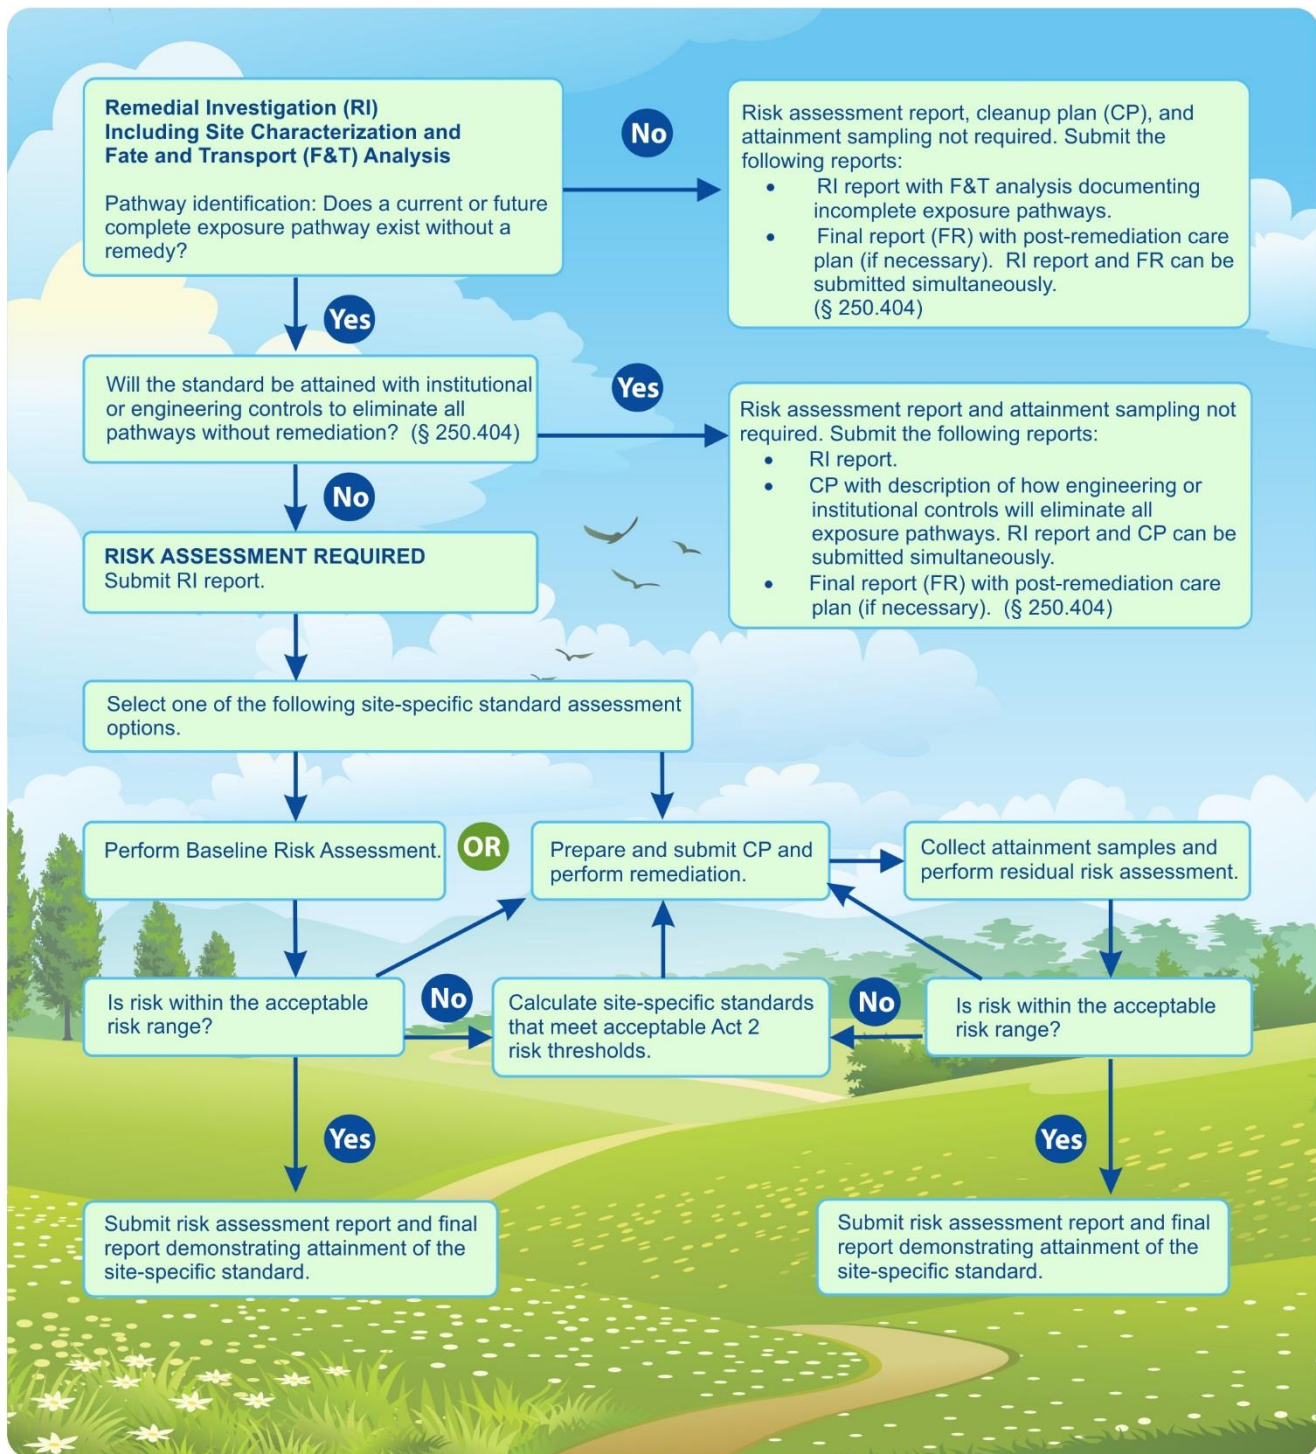 Remedial Investigation (RI)
Including Site Characterization and
Fate and Transport (F&T) Analysis
Pathway identification: Does a current or future
complete exposure pathway exist without a
remedy?
No
Risk assessment report, cleanup plan (CP), and
attainment sampling not required. Submit the
following reports:
• RI report with F&T analysis documenting
incomplete exposure pathways.
• Final report (FR) with post-remediation care
plan (if necessary). RI report and FR can be
submitted simultaneously.
(§ 250.404)
Yes
Will the standard be attained with institutional
or engineering controls to eliminate all
pathways without remediation? (§ 250.404)
Yes
Risk assessment report and attainment sampling not
required. Submit the following reports:
• RI report.
• CP with description of how engineering or
institutional controls will eliminate all
exposure pathways. RI report and CP can be
submitted simultaneously.
• Final report (FR) with post-remediation care
plan (if necessary). (§ 250.404)
No
RISK ASSESSMENT REQUIRED
Submit RI report.
Select one of the following site-specific standard assessment
options.
Perform Baseline Risk Assessment.
OR
Prepare and submit CP and
perform remediation.
Collect attainment samples and
perform residual risk assessment.
Is risk within the acceptable
risk range?
No
Calculate site-specific standards
that meet acceptable Act 2
risk thresholds.
No
Is risk within the acceptable
risk range?
Yes
Yes
Submit risk assessment report and final
report demonstrating attainment of the
site-specific standard.
Submit risk assessment report and final
report demonstrating attainment of the
site-specific standard.